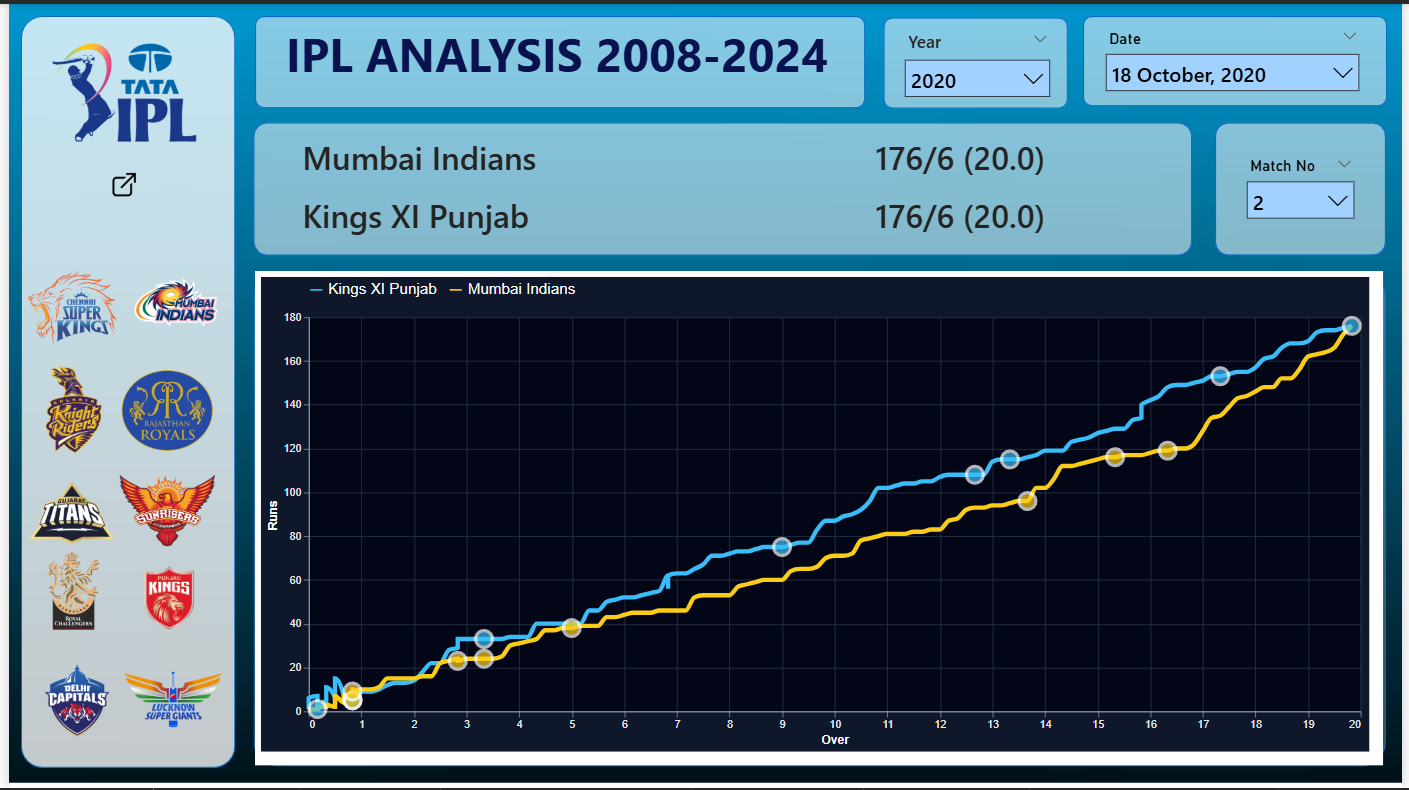 TATA
IPL
IPL ANALYSIS 2008-2024
Year
2020
Date
18 October, 2020
Mumbai Indians 176/6 (20.0)
Kings XI Punjab 176/6 (20.0)
Match No
2
CHENNAI
SUPER
KINGS
MUMBAI
INDIANS
KOLKATA
Knight
Riders
RAJASTHAN
ROYALS
GUJARAT
TITANS
SUNRISERS
ROYAL
CHALLENGERS
PUNJAB
KINGS
DELHI
CAPITALS
LUCKNOW
SUPER GIANTS
Kings XI Punjab Mumbai Indians
Runs
180
160
140
120
100
80
60
40
20
0
0 1 2 3 4 5 6 7 8 9 10 11 12 13 14 15 16 17 18 19 20
Over